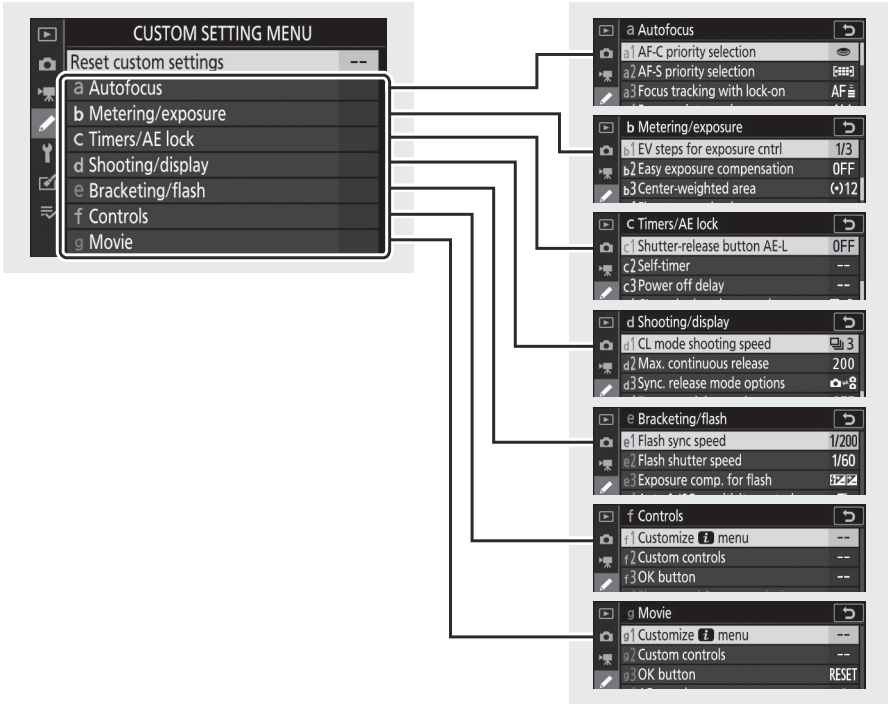 CUSTOM SETTING MENU
Reset custom settings --
a Autofocus
b Metering/exposure
c Timers/AE lock
d Shooting/display
e Bracketing/flash
f Controls
g Movie
a Autofocus
a1 AF-C priority selection
a2 AF-S priority selection
a3 Focus tracking with lock-on AF
b Metering/exposure
b1 EV steps for exposure cntrl 1/3
b2 Easy exposure compensation OFF
b3 Center-weighted area (•)12
c Timers/AE lock
c1 Shutter-release button AE-L OFF
c2 Self-timer --
c3 Power off delay --
d Shooting/display
d1 CL mode shooting speed 3
d2 Max. continuous release 200
d3 Sync. release mode options
e Bracketing/flash
e1 Flash sync speed 1/200
e2 Flash shutter speed 1/60
e3 Exposure comp. for flash
f Controls
f1 Customize i menu --
f2 Custom controls --
f3 OK button --
g Movie
g1 Customize i menu --
g2 Custom controls --
g3 OK button RESET